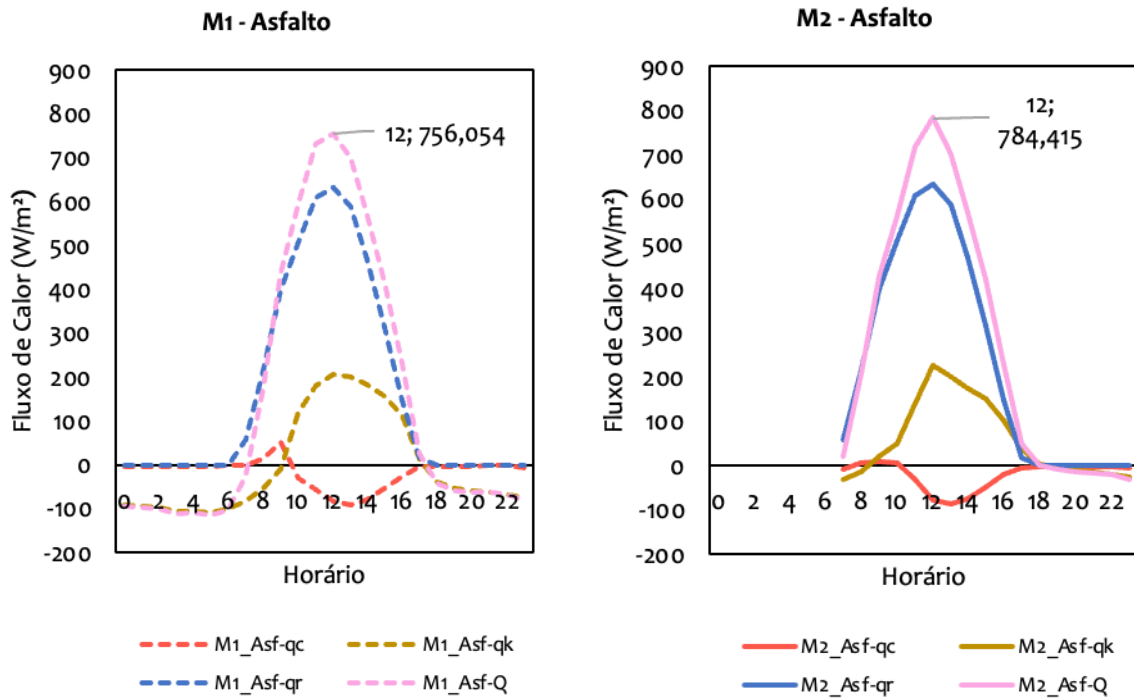 M1 - Asfalto
900
800
700
600
500
400
300
200
100
0
-100
-200
Fluxo de Calor (W/m²)
12; 756,054
0 2 4 6 8 10 12 14 16 18 20 22
Horário
M1_Asf-qc M1_Asf-qk
M1_Asf-qr M1_Asf-Q
M2 - Asfalto
900
800
700
600
500
400
300
200
100
0
-100
-200
Fluxo de Calor (W/m²)
12;
784,415
0 2 4 6 8 10 12 14 16 18 20 22
Horário
M2_Asf-qc M2_Asf-qk
M2_Asf-qr M2_Asf-Q